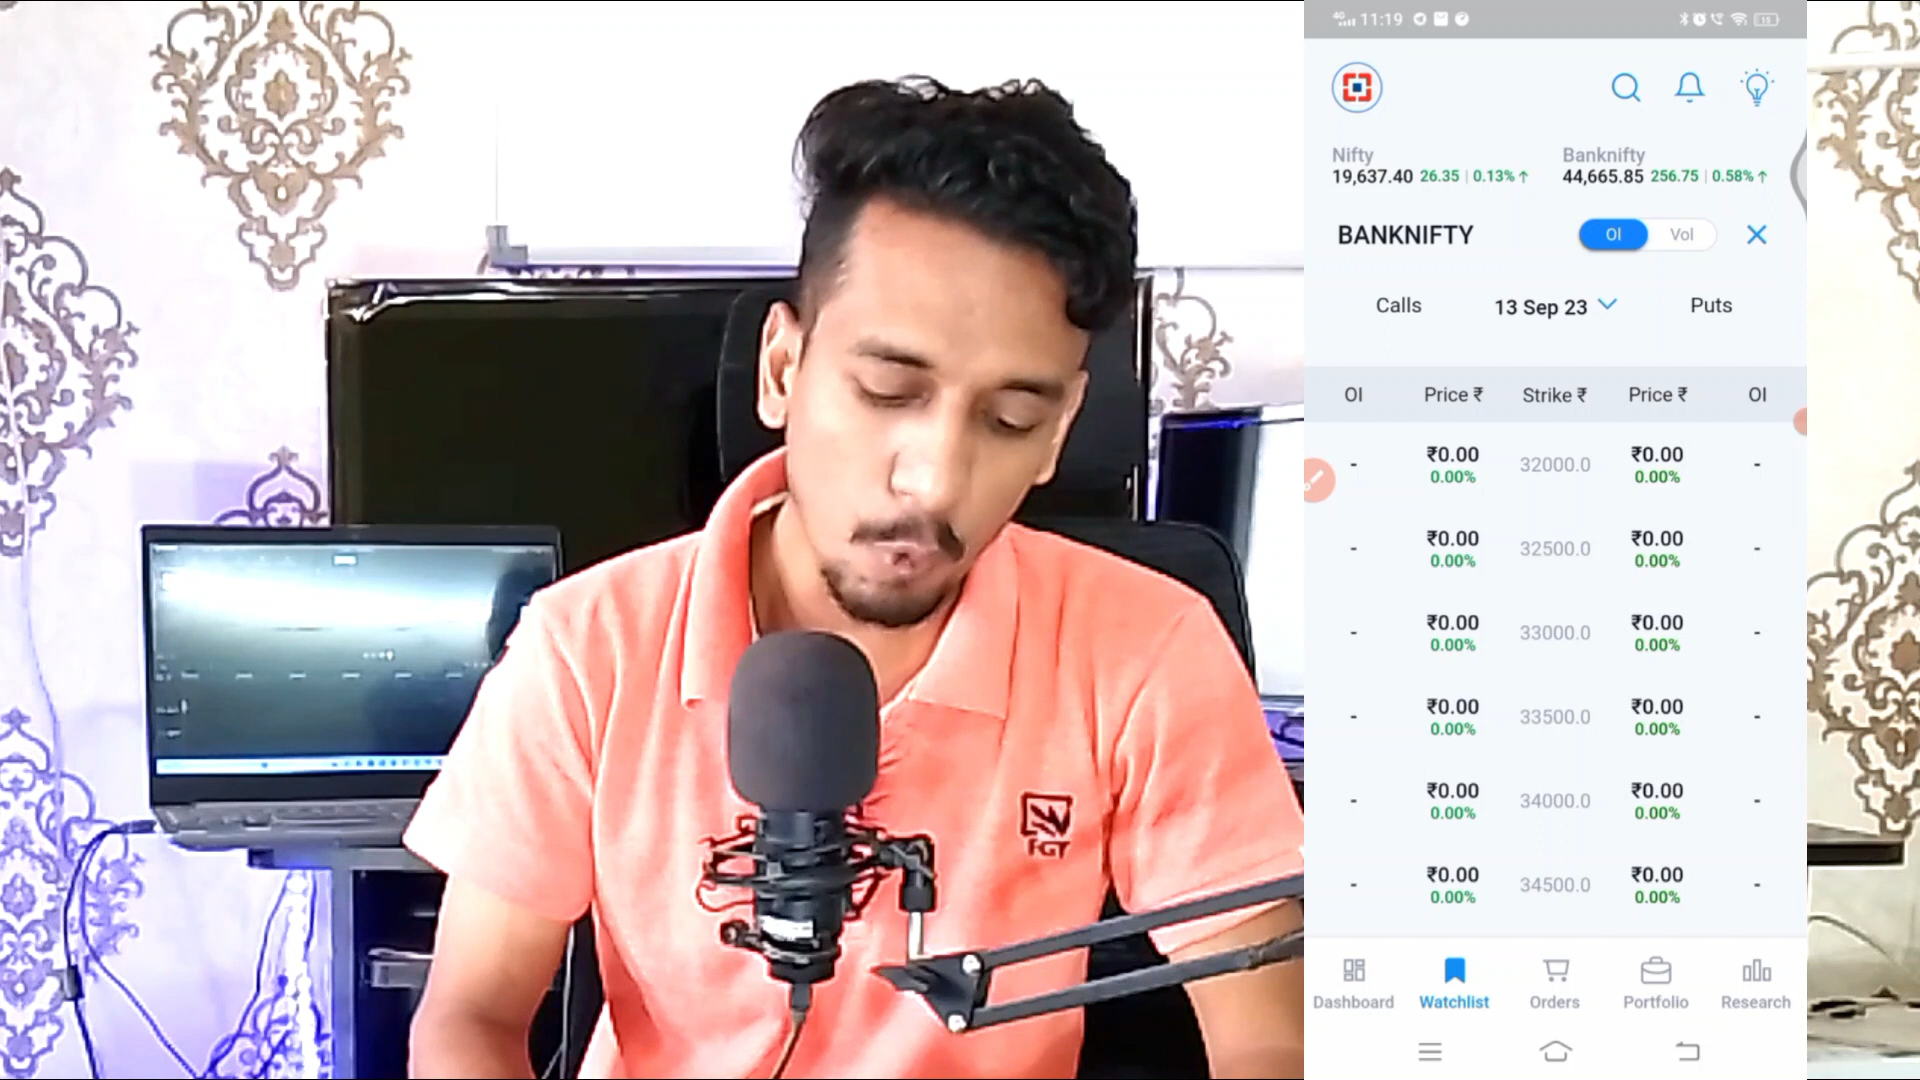 4G 11:19 15
Nifty Banknifty
19,637.40 26.35 | 0.13%↑ 44,665.85 256.75 | 0.58%↑
BANKNIFTY OI Vol
Calls 13 Sep 23 Puts
OI Price ₹ Strike ₹ Price ₹ OI
- ₹0.00 32000.0 ₹0.00 -
0.00% 0.00%
- ₹0.00 32500.0 ₹0.00 -
0.00% 0.00%
- ₹0.00 33000.0 ₹0.00 -
0.00% 0.00%
- ₹0.00 33500.0 ₹0.00 -
0.00% 0.00%
- ₹0.00 34000.0 ₹0.00 -
0.00% 0.00%
- ₹0.00 34500.0 ₹0.00 -
0.00% 0.00%
Dashboard Watchlist Orders Portfolio Research
FGT